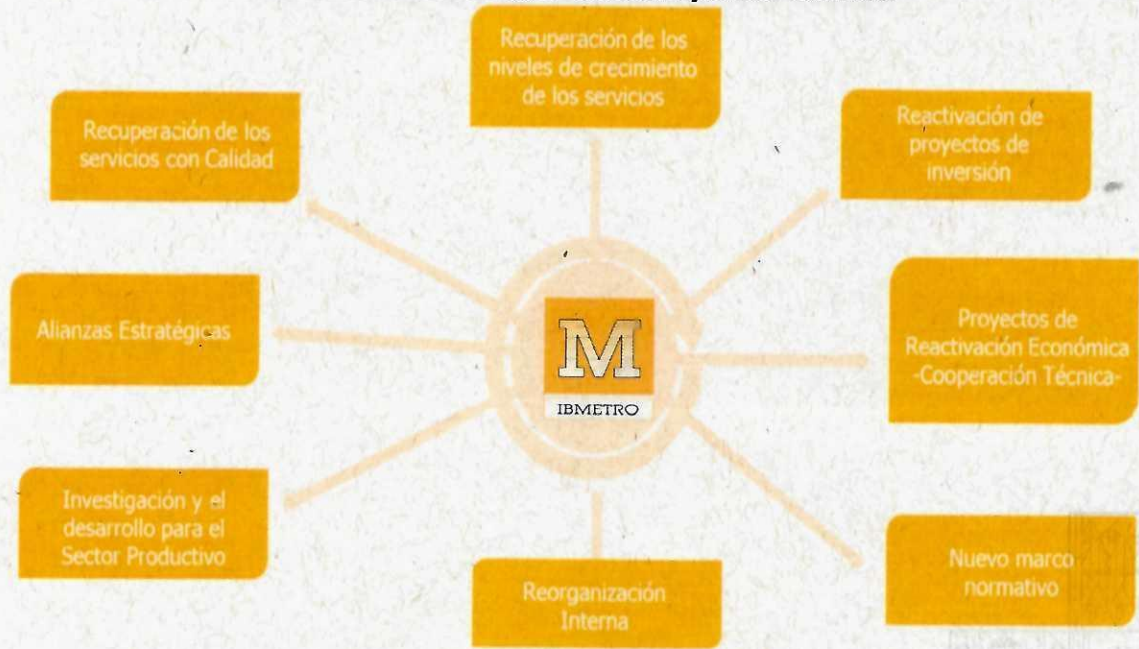 Recuperación de los
niveles de crecimiento
de los servicios
Recuperación de los
servicios con Calidad
Reactivación de
proyectos de
inversión
Alianzas Estratégicas
Proyectos de
Reactivación Económica
-Cooperación Técnica-
M
IBMETRO
Investigación y el
desarrollo para el
Sector Productivo
Reorganización
Interna
Nuevo marco
normativo